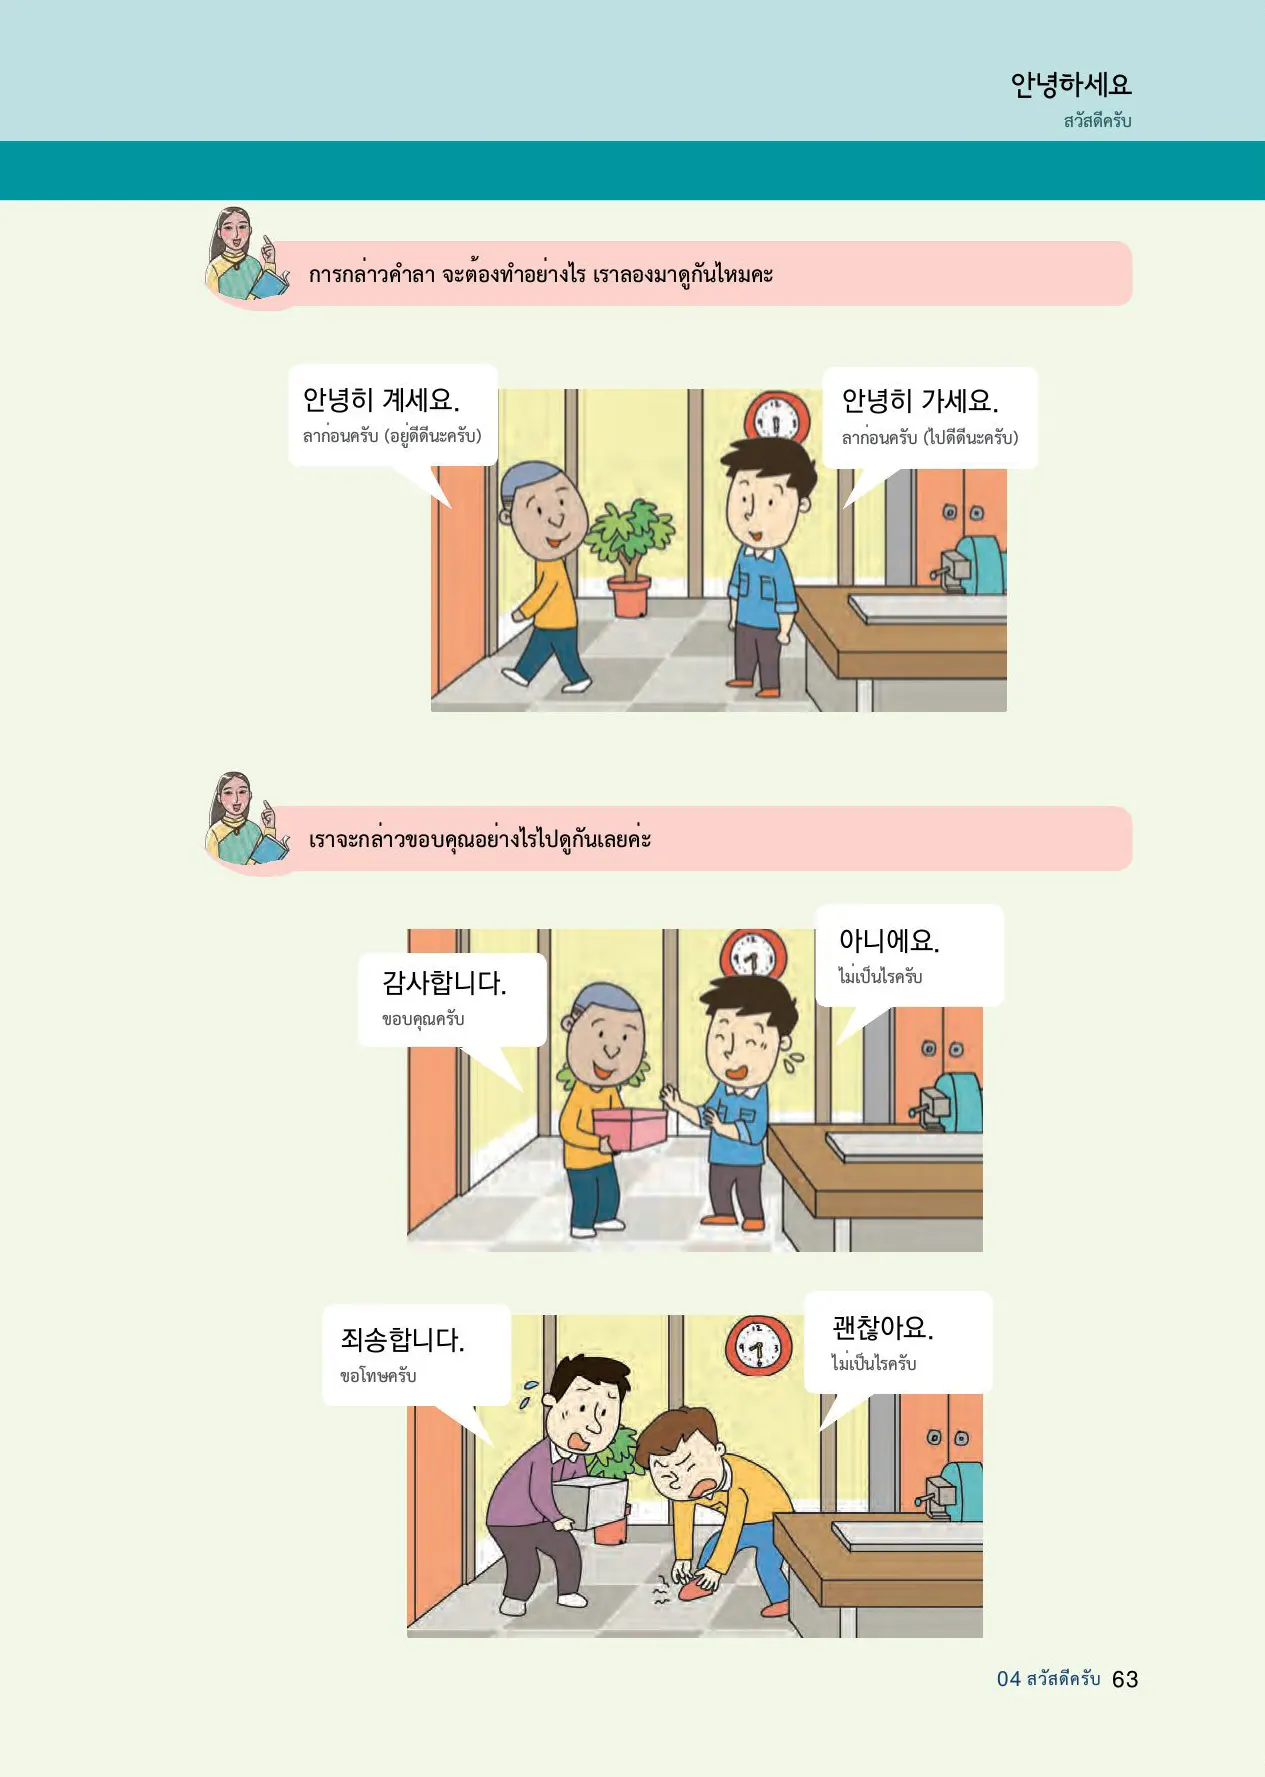 안녕하세요
สวัสดีครับ
การกล่าวคำลา จะต้องทำอย่างไร เราลองมาดูกันไหมคะ
안녕히 계세요.
ลาก่อนครับ (อยู่ดีดีนะครับ)
안녕히 가세요.
ลาก่อนครับ (ไปดีดีนะครับ)
เราจะกล่าวขอบคุณอย่างไรไปดูกันเลยค่ะ
감사합니다.
ขอบคุณครับ
아니에요.
ไม่เป็นไรครับ
죄송합니다.
ขอโทษครับ
괜찮아요.
ไม่เป็นไรครับ
04 สวัสดีครับ 63